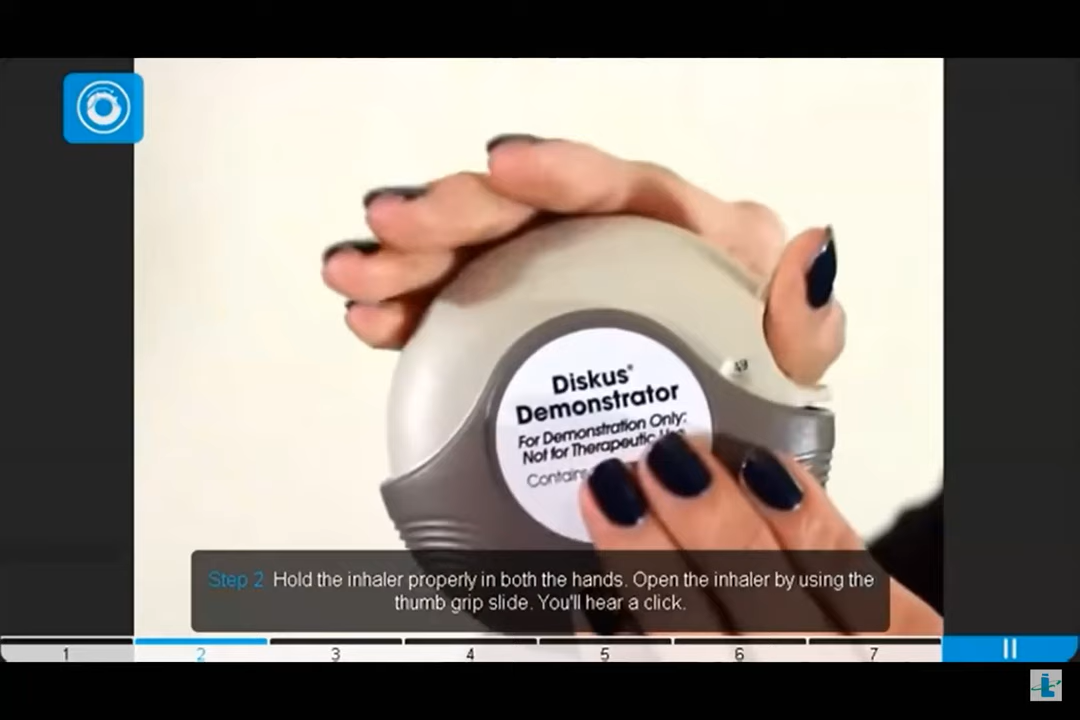 49
Diskus®
Demonstrator
For Demonstration Only:
Not for Therapeutic
Step 2 Hold the inhaler properly in both the hands. Open the inhaler by using the
thumb grip slide. You'll hear a click.
1 2 3 4 5 6 7